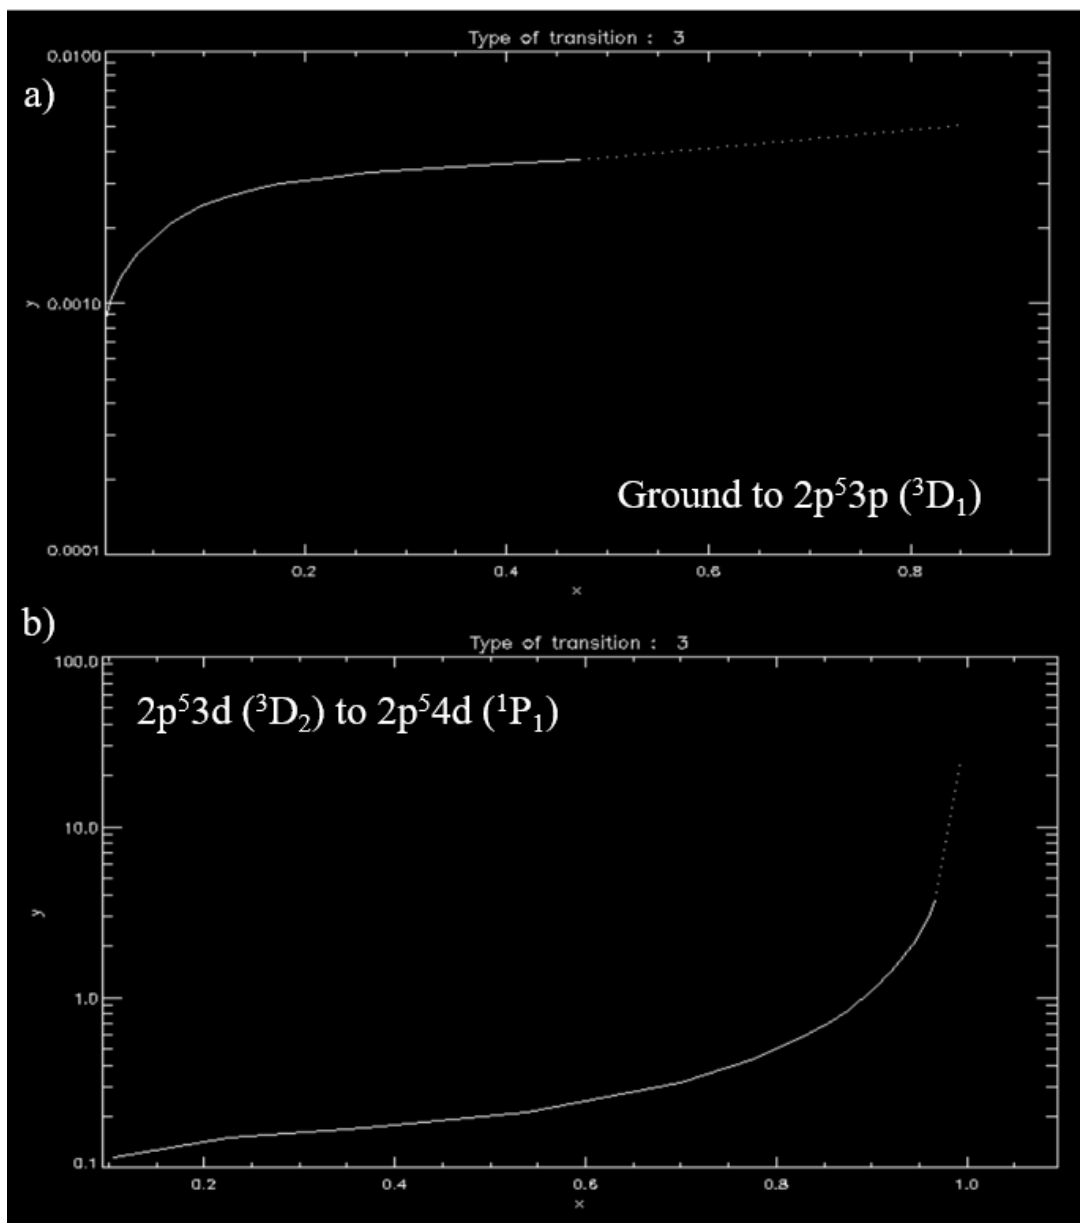 Type of transition : 3
a)
0.0100
0.0010
0.0001
y
Ground to 2p⁵3p (³D₁)
0.2 0.4 0.6 0.8
x
b)
Type of transition : 3
100.0
2p⁵3d (³D₂) to 2p⁵4d (¹P₁)
10.0
y
1.0
0.1
0.2 0.4 0.6 0.8 1.0
x